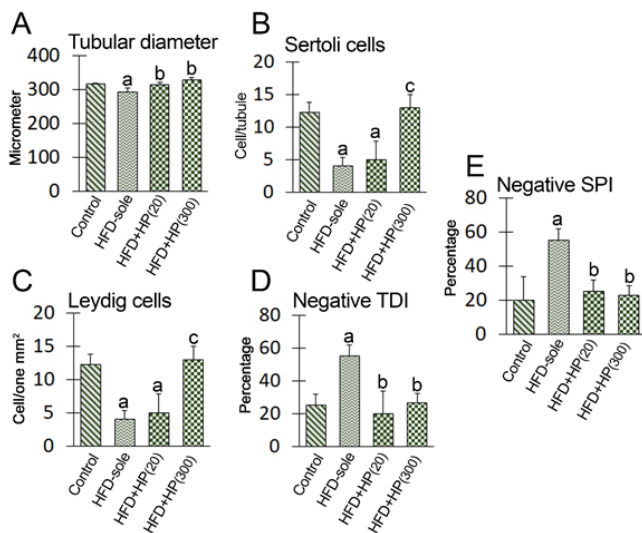 A
Tubular diameter
Micrometer
400
300
200
100
0
a
b
b
Control
HFD-sole
HFD+HP(20)
HFD+HP(300)
B
Sertoli cells
Cell/tubule
20
15
10
5
0
a
a
c
Control
HFD-sole
HFD+HP(20)
HFD+HP(300)
C
Leydig cells
Cell/one mm²
20
15
10
5
0
a
a
c
Control
HFD-sole
HFD+HP(20)
HFD+HP(300)
D
Negative TDI
Percentage
80
60
40
20
0
a
b
b
Control
HFD-sole
HFD+HP(20)
HFD+HP(300)
E
Negative SPI
Percentage
80
60
40
20
0
a
b
b
Control
HFD-sole
HFD+HP(20)
HFD+HP(300)